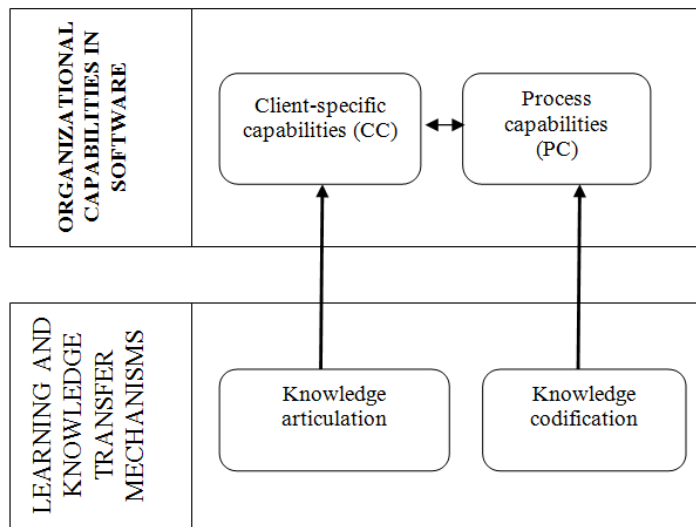 ORGANIZATIONAL
CAPABILITIES IN
SOFTWARE
Client-specific
capabilities (CC)
Process
capabilities
(PC)
LEARNING AND
KNOWLEDGE
TRANSFER
MECHANISMS
Knowledge
articulation
Knowledge
codification